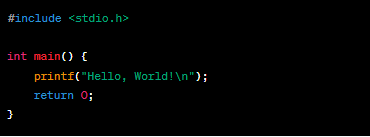 #include <stdio.h>

int main() {
    printf("Hello, World!\n");
    return 0;
}